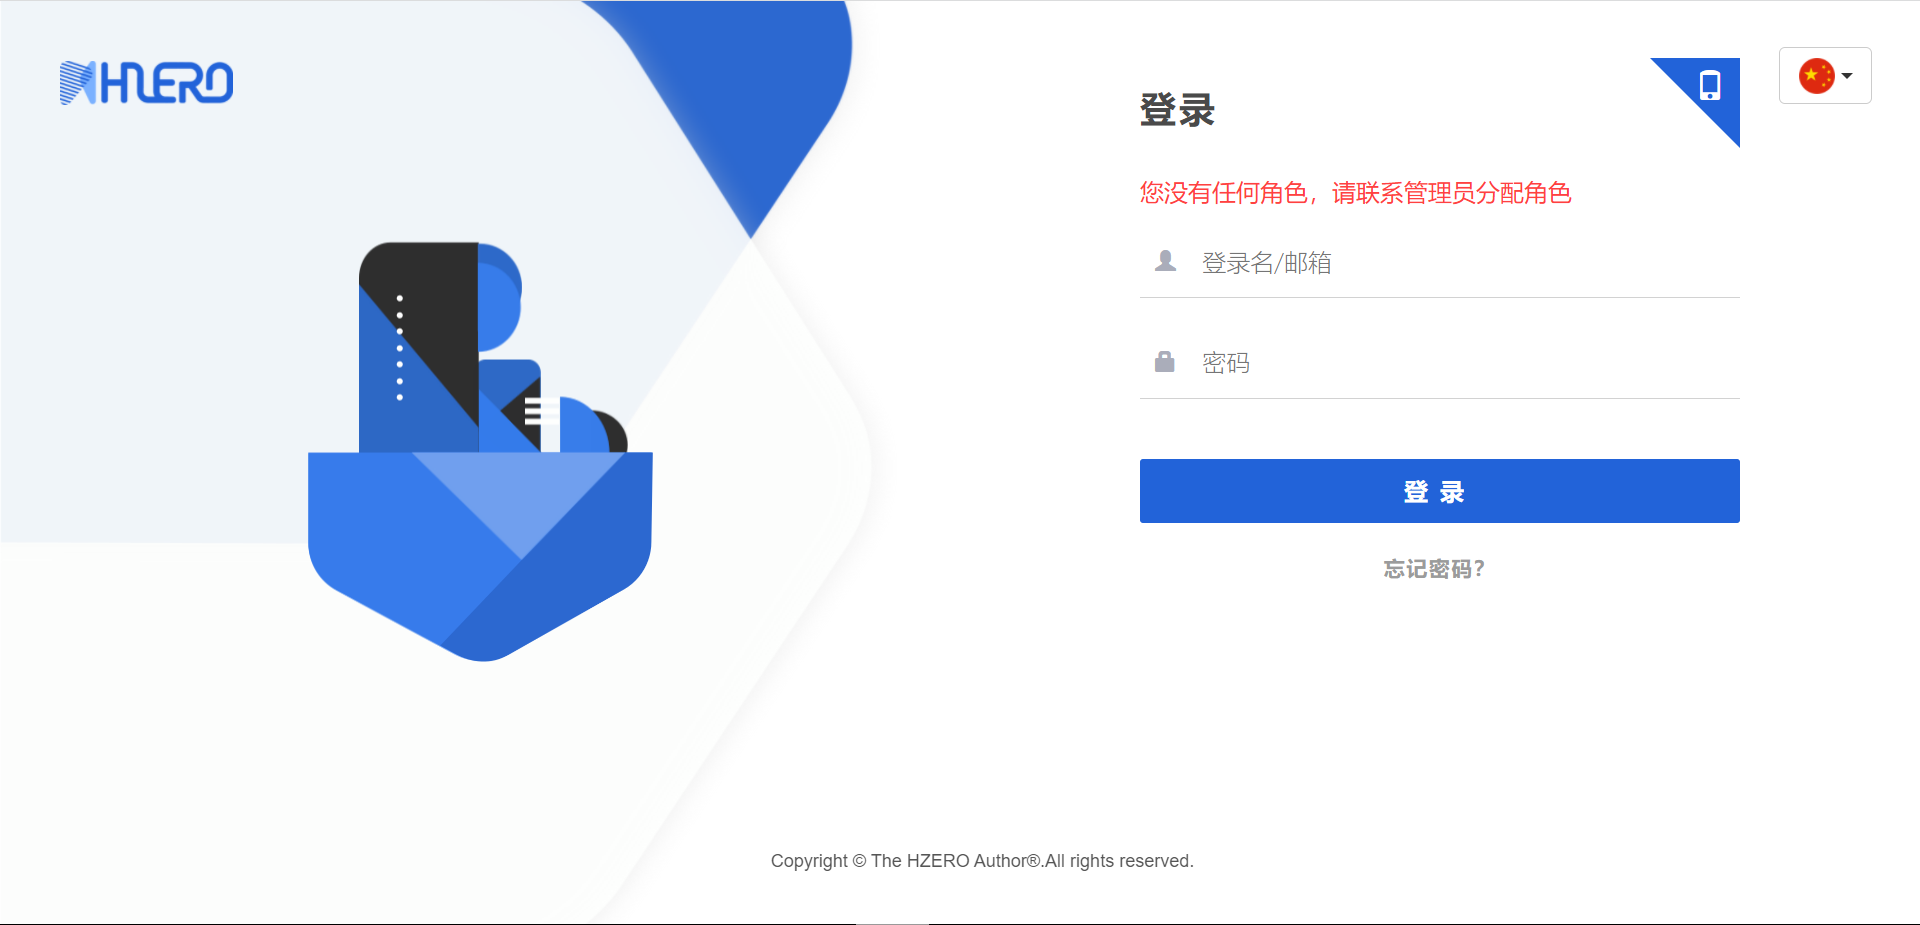 HZERO
登录
您没有任何角色，请联系管理员分配角色
登录名/邮箱
密码
登 录
忘记密码？
Copyright © The HZERO Author®.All rights reserved.